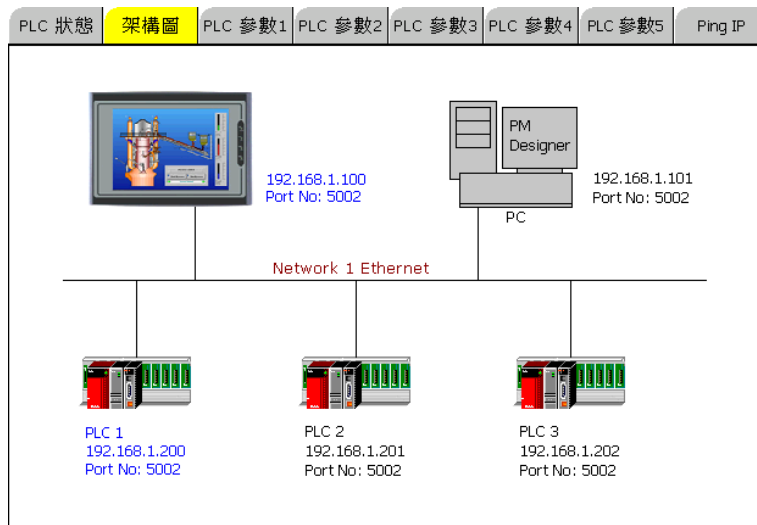 PLC 狀態
架構圖
PLC 參數1
PLC 參數2
PLC 參數3
PLC 參數4
PLC 參數5
Ping IP
PM
Designer
192.168.1.100
Port No: 5002
192.168.1.101
Port No: 5002
PC
Network 1 Ethernet
PLC 1
192.168.1.200
Port No: 5002
PLC 2
192.168.1.201
Port No: 5002
PLC 3
192.168.1.202
Port No: 5002